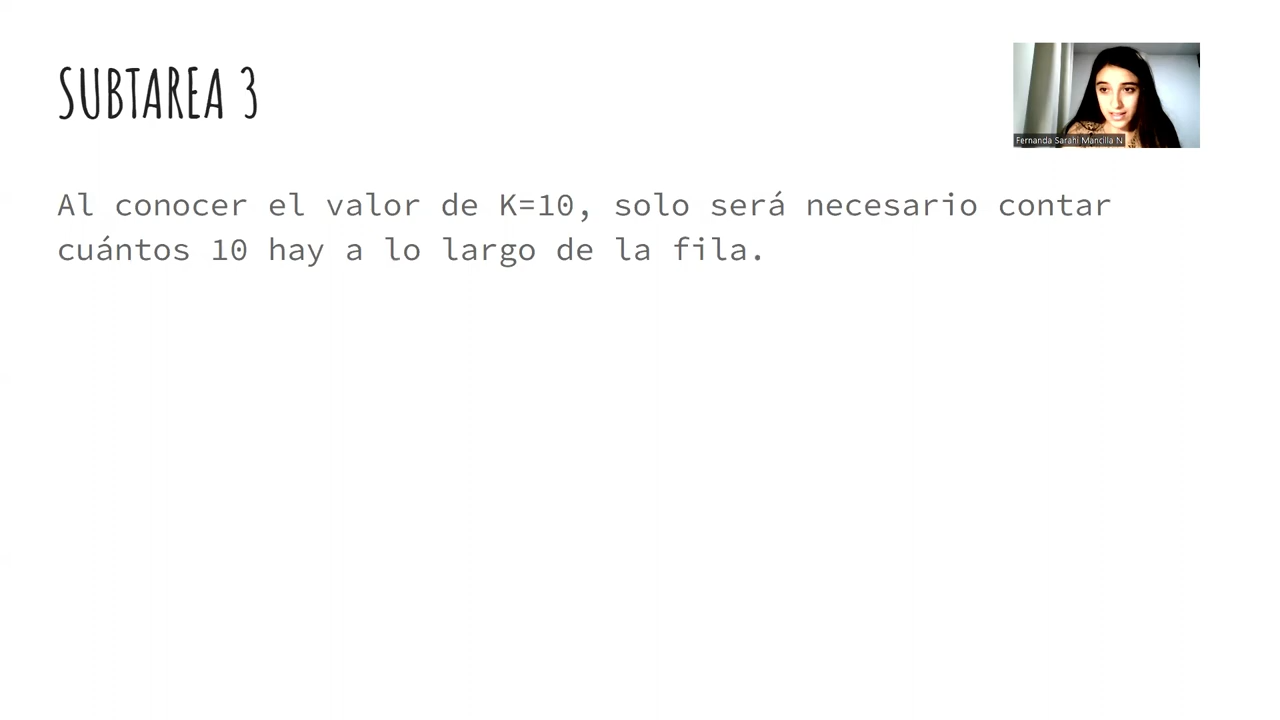 SUBTAREA 3
Fernanda Sarahi Mancilla N
Al conocer el valor de K=10, solo será necesario contar
cuántos 10 hay a lo largo de la fila.